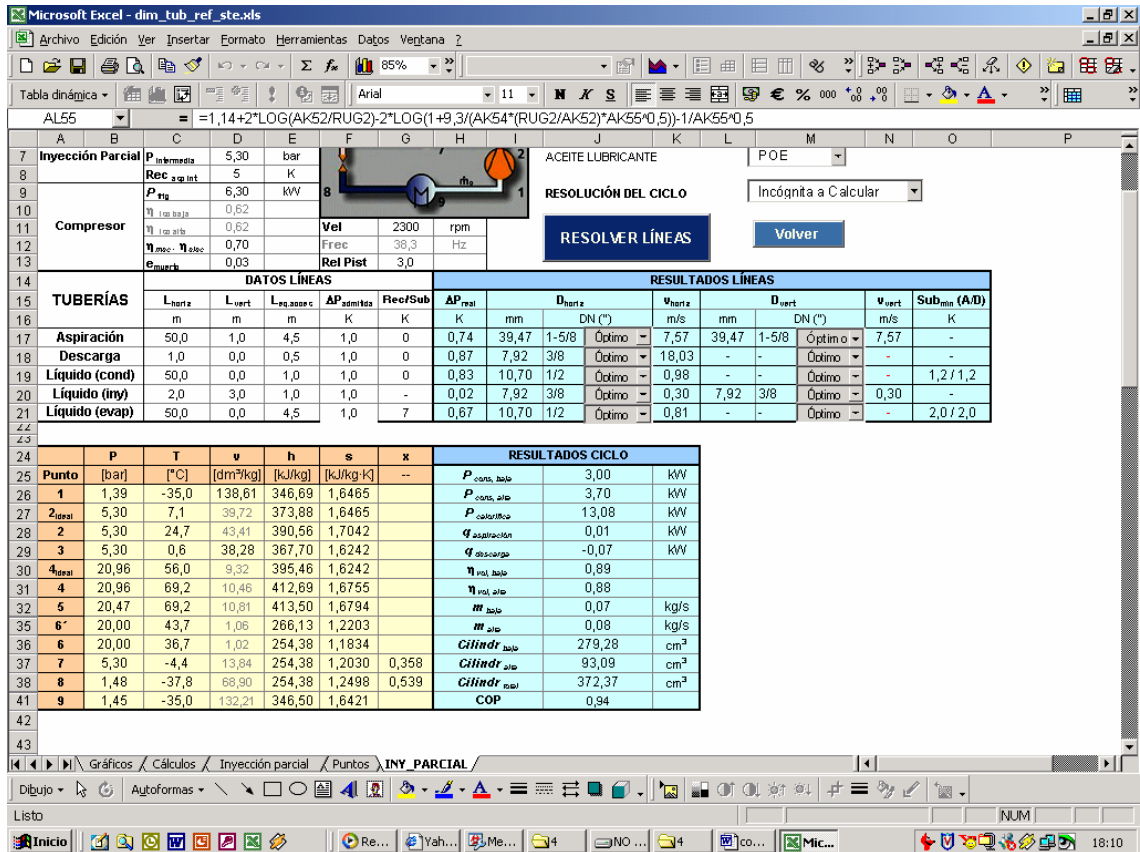 Microsoft Excel - dim_tub_ref_ste.xls
Archivo Edición Ver Insertar Formato Herramientas Datos Ventana ?
85%
Tabla dinámica Arial 11 N K S € % 000
AL55 = =1,14+2*LOG(AK52/RUG2)-2*LOG(1+9,3/(AK54*(RUG2/AK52)*AK55^0,5))-1/AK55^0,5
A B C D E F G H I J K L M N O P
7 Inyección Parcial P intermedia 5,30 bar 2 ACEITE LUBRICANTE POE
8 Rec asp int 5 K
9 P frig 6,30 kW 8 M 9 ṁ 1 RESOLUCIÓN DEL CICLO Incógnita a Calcular
10 η iso baja 0,62
11 Compresor η iso alta 0,62 Vel 2300 rpm RESOLVER LÍNEAS Volver
12 η mec · η elec 0,70 Frec 38,3 Hz
13 e muerto 0,03 Rel Pist 3,0
14 DATOS LÍNEAS RESULTADOS LÍNEAS
15 TUBERÍAS L horiz L vert L eq.acces ΔP admitida Rec/Sub ΔP real D horiz v horiz D vert v vert Sub min (A/D)
16 m m m K K K mm DN (") m/s mm DN (") m/s K
17 Aspiración 50,0 1,0 4,5 1,0 0 0,74 39,47 1-5/8 Óptimo 7,57 39,47 1-5/8 Óptimo 7,57 -
18 Descarga 1,0 0,0 0,5 1,0 0 0,87 7,92 3/8 Óptimo 18,03 - - Óptimo - -
19 Líquido (cond) 50,0 0,0 1,0 1,0 0 0,83 10,70 1/2 Óptimo 0,98 - - Óptimo - 1,2 / 1,2
20 Líquido (iny) 2,0 3,0 1,0 1,0 - 0,02 7,92 3/8 Óptimo 0,30 7,92 3/8 Óptimo 0,30 -
21 Líquido (evap) 50,0 0,0 4,5 1,0 7 0,67 10,70 1/2 Óptimo 0,81 - - Óptimo - 2,0 / 2,0
22
23
24 P T v h s x RESULTADOS CICLO
25 Punto [bar] [°C] [dm³/kg] [kJ/kg] [kJ/kg·K] -- P cons, baja 3,00 kW
26 1 1,39 -35,0 138,61 346,69 1,6465 P cons, alta 3,70 kW
27 2ideal 5,30 7,1 39,72 373,88 1,6465 P calorífica 13,08 kW
28 2 5,30 24,7 43,41 390,56 1,7042 q aspiración 0,01 kW
29 3 5,30 0,6 38,28 367,70 1,6242 q descarga -0,07 kW
30 4ideal 20,96 56,0 9,32 395,46 1,6242 η vol, baja 0,89
31 4 20,96 69,2 10,46 412,69 1,6755 η vol, alta 0,88
32 5 20,47 69,2 10,81 413,50 1,6794 m baja 0,07 kg/s
35 6´ 20,00 43,7 1,06 266,13 1,2203 m alta 0,08 kg/s
36 6 20,00 36,7 1,02 254,38 1,1834 Cilindr baja 279,28 cm³
37 7 5,30 -4,4 13,84 254,38 1,2030 0,358 Cilindr alta 93,09 cm³
38 8 1,48 -37,8 68,90 254,38 1,2498 0,539 Cilindr total 372,37 cm³
41 9 1,45 -35,0 132,21 346,50 1,6421 COP 0,94
42
43
Gráficos Cálculos Inyección parcial Puntos INY_PARCIAL
Dibujo Autoformas
Listo NUM
Inicio Re... Yah... Me... 4 NO ... 4 co... Mic... 18:10